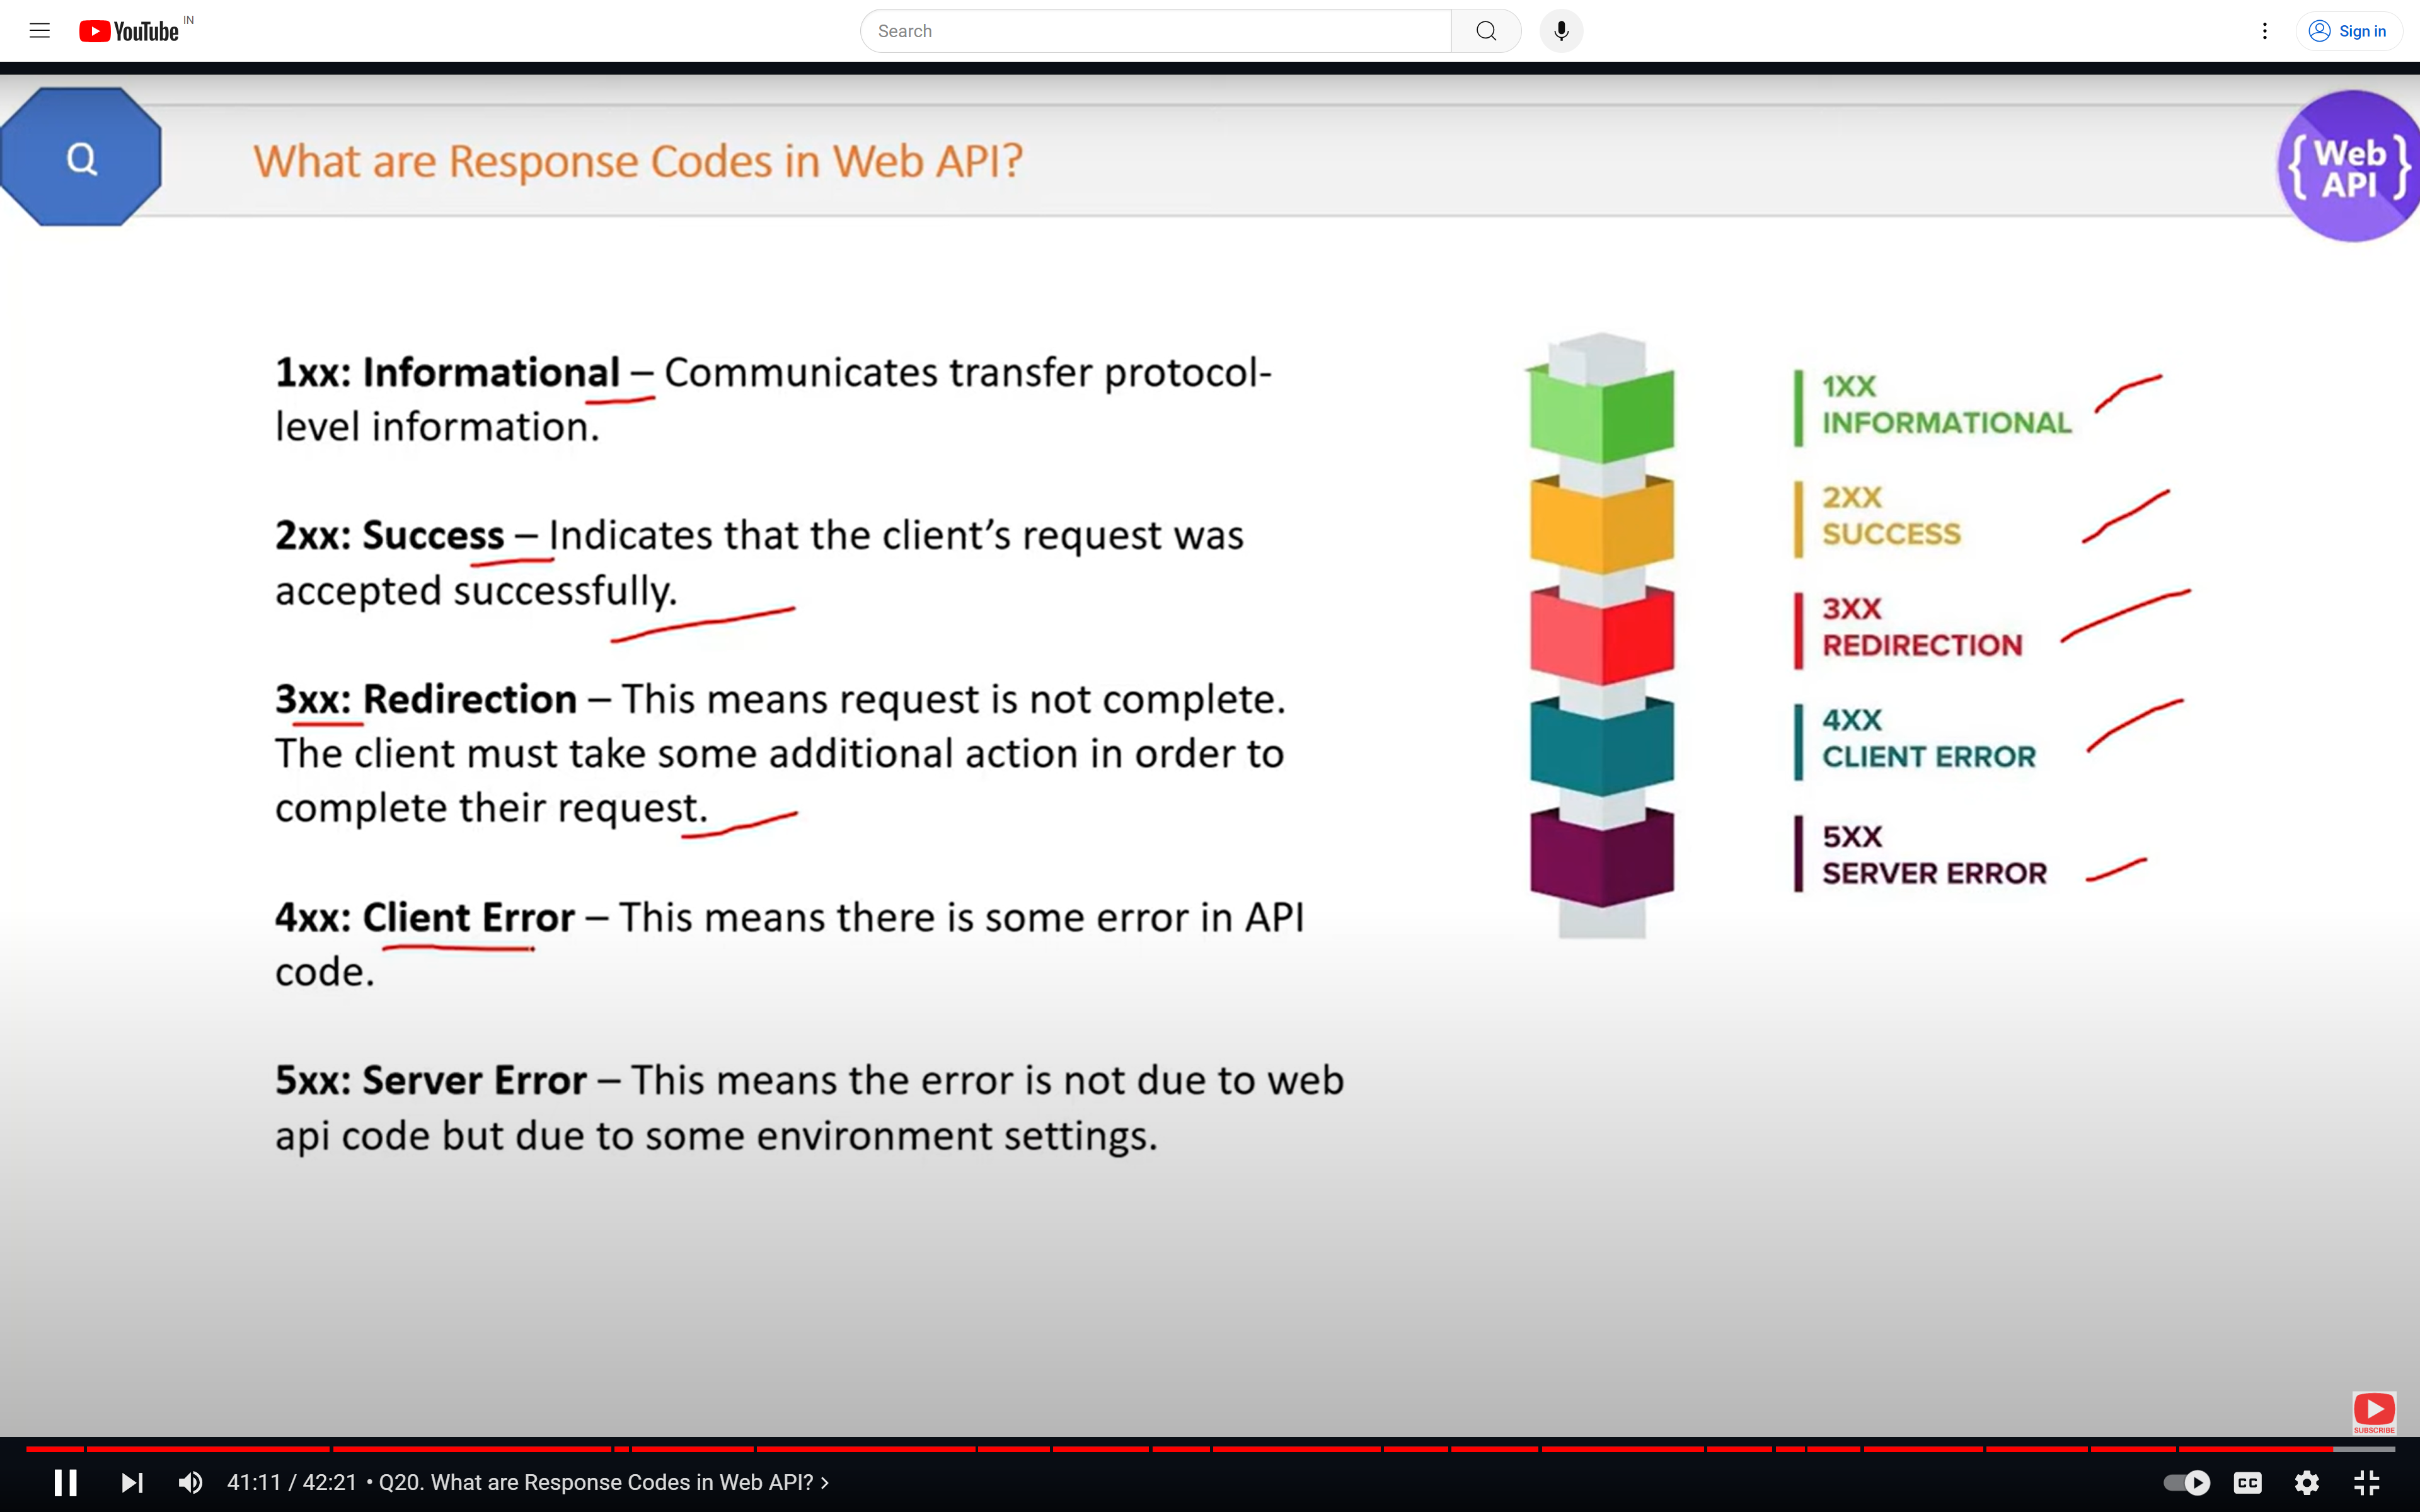 YouTube IN
Search
Sign in
Q
What are Response Codes in Web API?
{ Web API }
1xx: Informational – Communicates transfer protocol-
level information.
2xx: Success – Indicates that the client’s request was
accepted successfully.
3xx: Redirection – This means request is not complete.
The client must take some additional action in order to
complete their request.
4xx: Client Error – This means there is some error in API
code.
5xx: Server Error – This means the error is not due to web
api code but due to some environment settings.
1XX
INFORMATIONAL
2XX
SUCCESS
3XX
REDIRECTION
4XX
CLIENT ERROR
5XX
SERVER ERROR
SUBSCRIBE
41:11 / 42:21 • Q20. What are Response Codes in Web API? >
CC